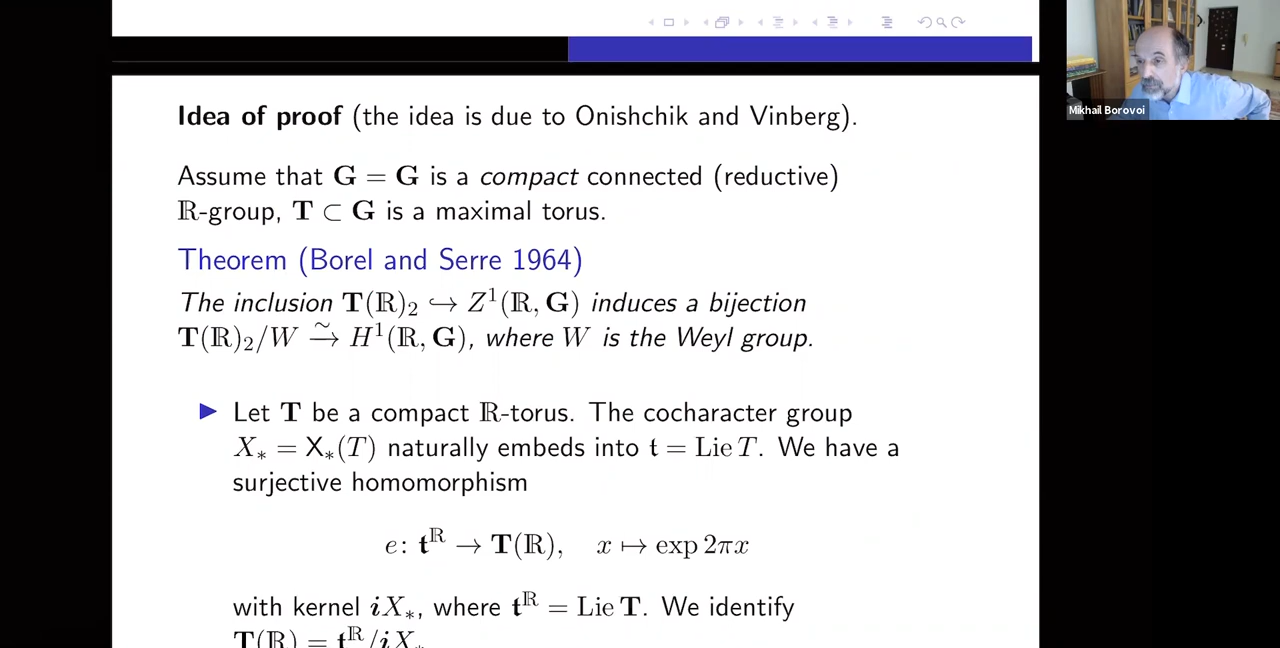 Idea of proof (the idea is due to Onishchik and Vinberg).
Assume that G = G is a compact connected (reductive)
ℝ-group, T ⊂ G is a maximal torus.
Theorem (Borel and Serre 1964)
The inclusion T(ℝ)₂ ↪ Z¹(ℝ, G) induces a bijection
T(ℝ)₂/W ⥲ H¹(ℝ, G), where W is the Weyl group.
▶ Let T be a compact ℝ-torus. The cocharacter group
X_* = X_*(T) naturally embeds into t = Lie T. We have a
surjective homomorphism
e: t^ℝ → T(ℝ), x ↦ exp 2πx
with kernel iX_*, where t^ℝ = Lie T. We identify
T(ℝ) = t^ℝ/iX_*
Mikhail Borovoi